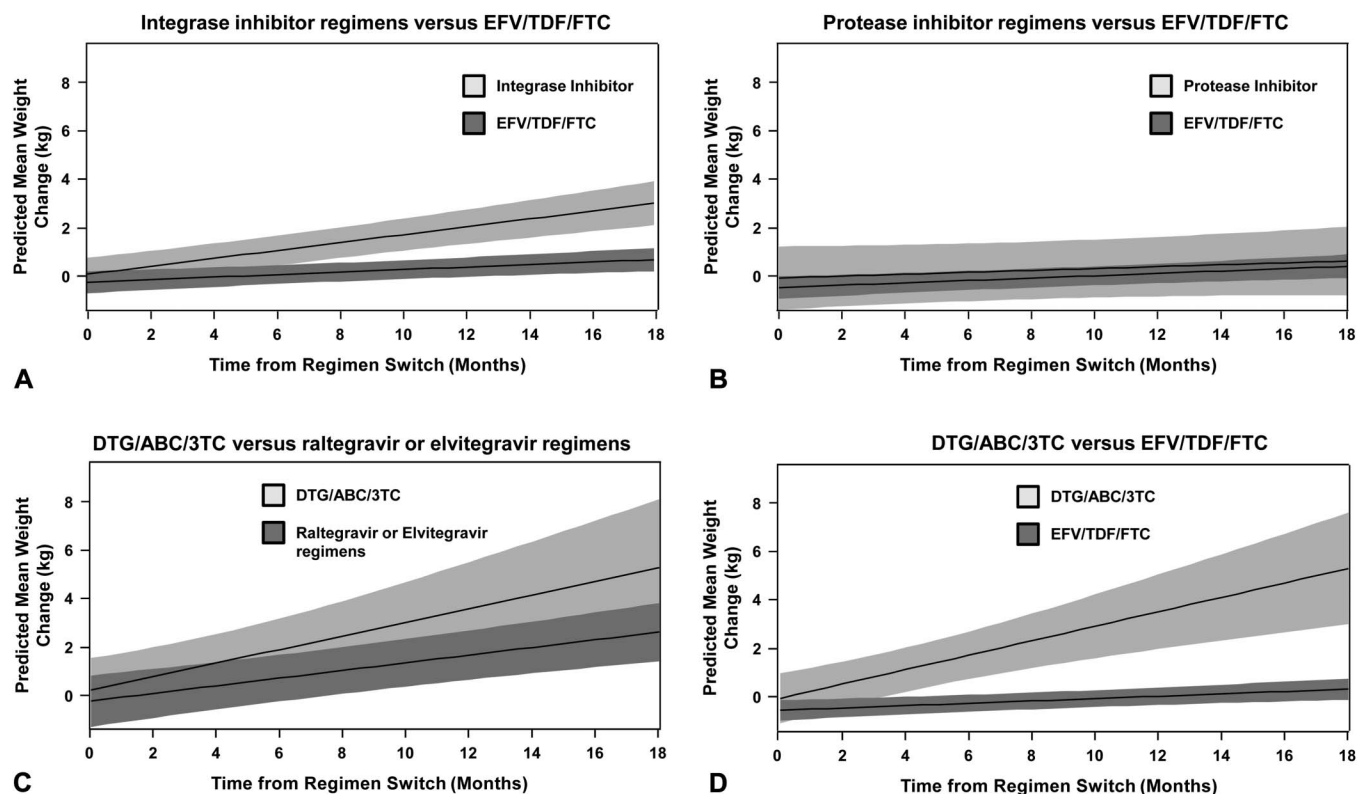 Integrase inhibitor regimens versus EFV/TDF/FTC
Predicted Mean Weight
Change (kg)
8
6
4
2
0
Integrase Inhibitor
EFV/TDF/FTC
0 2 4 6 8 10 12 14 16 18
Time from Regimen Switch (Months)
A
Protease inhibitor regimens versus EFV/TDF/FTC
Predicted Mean Weight
Change (kg)
8
6
4
2
0
Protease Inhibitor
EFV/TDF/FTC
0 2 4 6 8 10 12 14 16 18
Time from Regimen Switch (Months)
B
DTG/ABC/3TC versus raltegravir or elvitegravir regimens
Predicted Mean Weight
Change (kg)
8
6
4
2
0
DTG/ABC/3TC
Raltegravir or Elvitegravir
regimens
0 2 4 6 8 10 12 14 16 18
Time from Regimen Switch (Months)
C
DTG/ABC/3TC versus EFV/TDF/FTC
Predicted Mean Weight
Change (kg)
8
6
4
2
0
DTG/ABC/3TC
EFV/TDF/FTC
0 2 4 6 8 10 12 14 16 18
Time from Regimen Switch (Months)
D